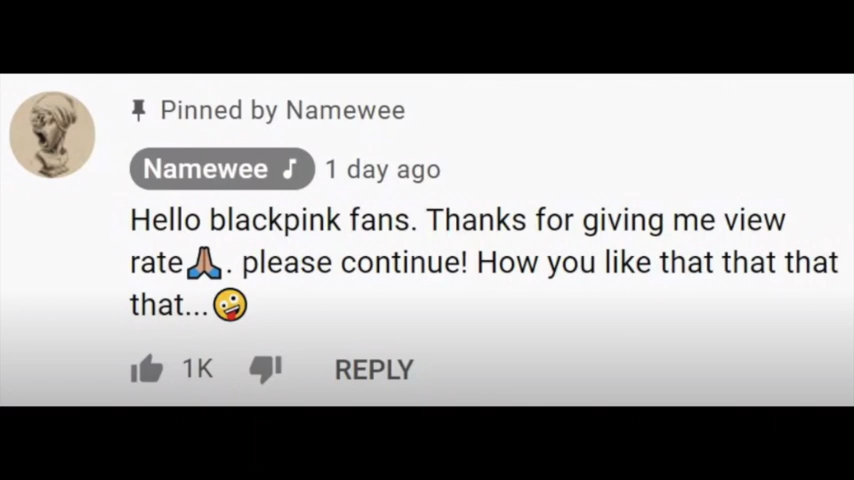 Pinned by Namewee
Namewee 1 day ago
Hello blackpink fans. Thanks for giving me view
rate🙏. please continue! How you like that that that
that...🤪
1K REPLY